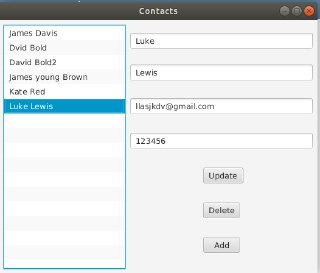 Contacts
James Davis
Dvid Bold
David Bold2
James young Brown
Kate Red
Luke Lewis
Luke
Lewis
llasjkdv@gmail.com
123456
Update
Delete
Add